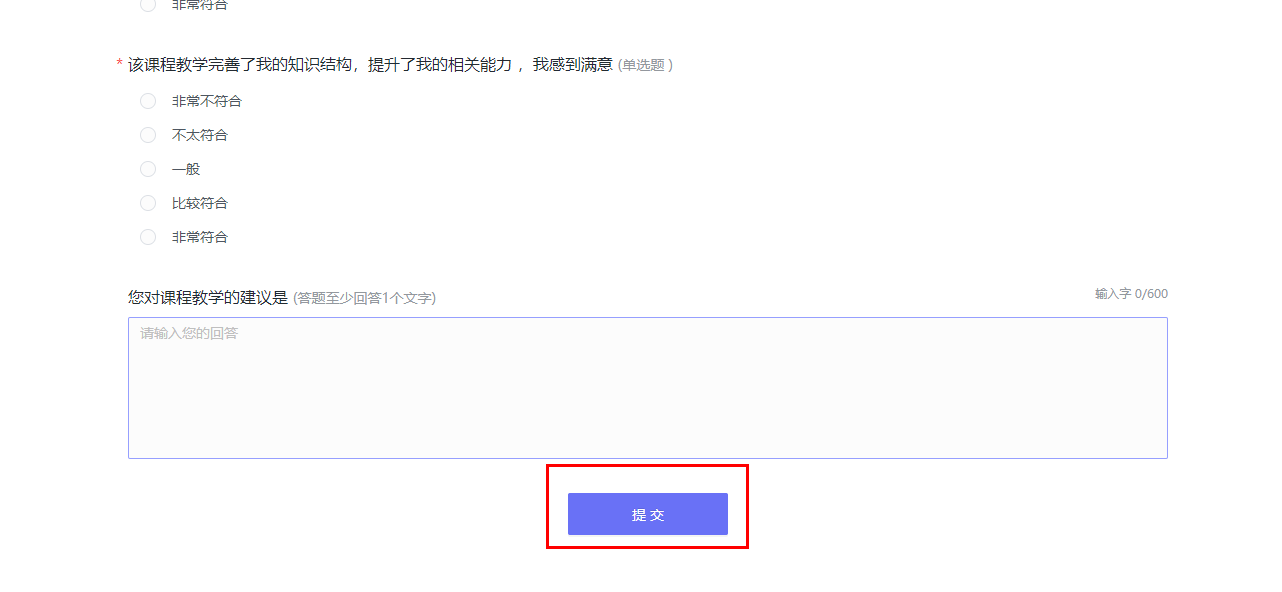 非常符合
* 该课程教学完善了我的知识结构，提升了我的相关能力 ，我感到满意 (单选题 )
非常不符合
不太符合
一般
比较符合
非常符合
您对课程教学的建议是 (答题至少回答1个文字)
输入字 0/600
请输入您的回答
提 交